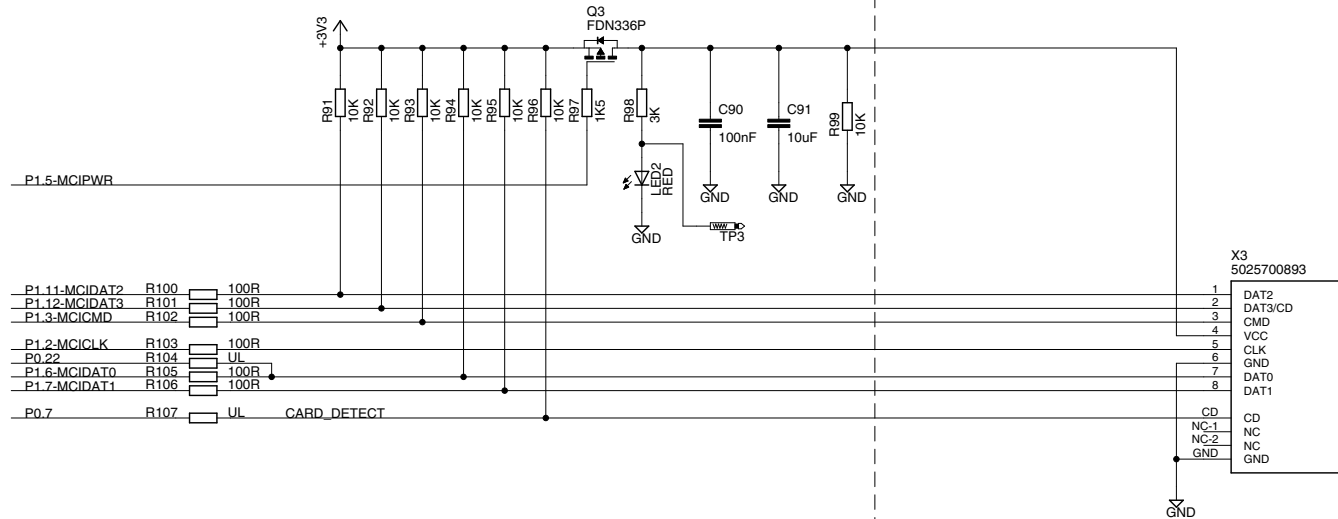 Q3
FDN336P
+3V3
R91
10K
R92
10K
R93
10K
R94
10K
R95
10K
R96
10K
R97
1K5
R98
3K
C90
100nF
C91
10uF
R99
10K
P1.5-MCIPWR
LED2
RED
GND
GND
GND
GND
TP3
X3
5025700893
P1.11-MCIDAT2 R100 100R 1 DAT2
P1.12-MCIDAT3 R101 100R 2 DAT3/CD
P1.3-MCICMD R102 100R 3 CMD
4 VCC
P1.2-MCICLK R103 100R 5 CLK
P0.22 R104 UL 6 GND
P1.6-MCIDAT0 R105 100R 7 DAT0
P1.7-MCIDAT1 R106 100R 8 DAT1
P0.7 R107 UL CARD_DETECT CD CD
NC-1 NC
NC-2 NC
GND GND
GND